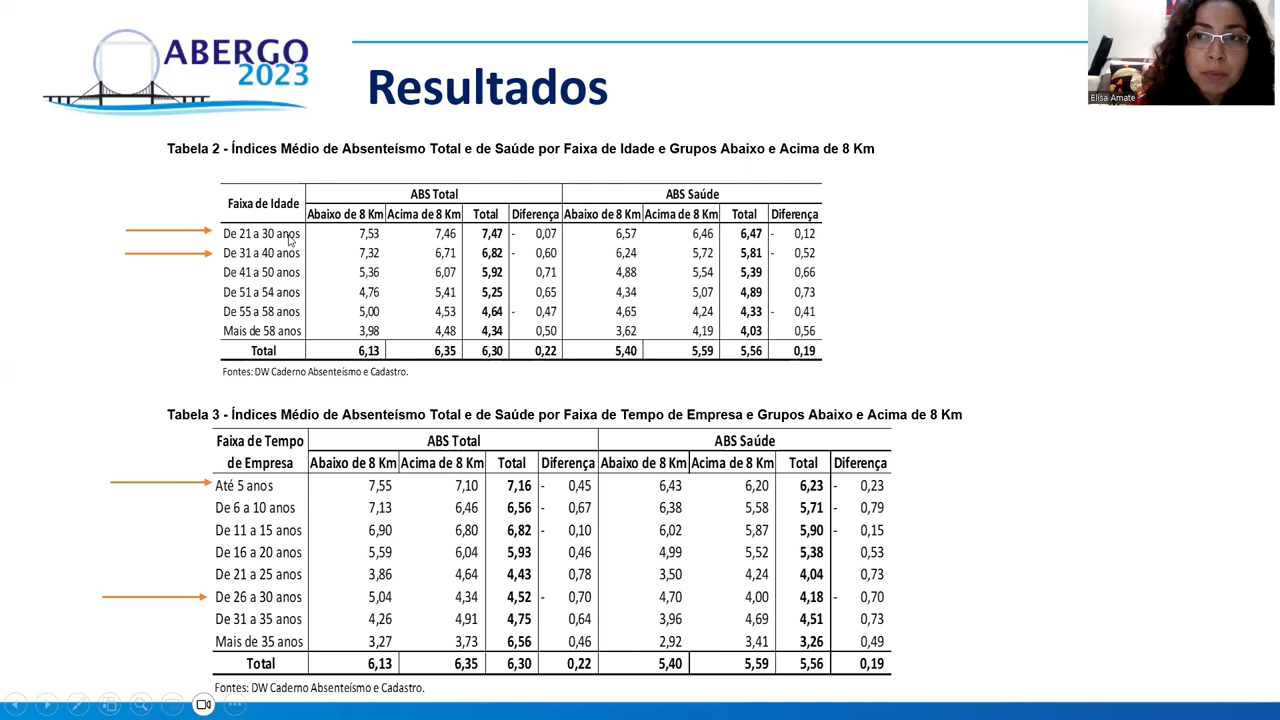 ABERGO
2023
Resultados
Elisa Amate
Tabela 2 - Índices Médio de Absenteísmo Total e de Saúde por Faixa de Idade e Grupos Abaixo e Acima de 8 Km
Faixa de Idade ABS Total ABS Saúde
Abaixo de 8 Km Acima de 8 Km Total Diferença Abaixo de 8 Km Acima de 8 Km Total Diferença
De 21 a 30 anos 7,53 7,46 7,47 - 0,07 6,57 6,46 6,47 - 0,12
De 31 a 40 anos 7,32 6,71 6,82 - 0,60 6,24 5,72 5,81 - 0,52
De 41 a 50 anos 5,36 6,07 5,92 0,71 4,88 5,54 5,39 0,66
De 51 a 54 anos 4,76 5,41 5,25 0,65 4,34 5,07 4,89 0,73
De 55 a 58 anos 5,00 4,53 4,64 - 0,47 4,65 4,24 4,33 - 0,41
Mais de 58 anos 3,98 4,48 4,34 0,50 3,62 4,19 4,03 0,56
Total 6,13 6,35 6,30 0,22 5,40 5,59 5,56 0,19
Fontes: DW Caderno Absenteísmo e Cadastro.
Tabela 3 - Índices Médio de Absenteísmo Total e de Saúde por Faixa de Tempo de Empresa e Grupos Abaixo e Acima de 8 Km
Faixa de Tempo ABS Total ABS Saúde
de Empresa Abaixo de 8 Km Acima de 8 Km Total Diferença Abaixo de 8 Km Acima de 8 Km Total Diferença
Até 5 anos 7,55 7,10 7,16 - 0,45 6,43 6,20 6,23 - 0,23
De 6 a 10 anos 7,13 6,46 6,56 - 0,67 6,38 5,58 5,71 - 0,79
De 11 a 15 anos 6,90 6,80 6,82 - 0,10 6,02 5,87 5,90 - 0,15
De 16 a 20 anos 5,59 6,04 5,93 0,46 4,99 5,52 5,38 0,53
De 21 a 25 anos 3,86 4,64 4,43 0,78 3,50 4,24 4,04 0,73
De 26 a 30 anos 5,04 4,34 4,52 - 0,70 4,70 4,00 4,18 - 0,70
De 31 a 35 anos 4,26 4,91 4,75 0,64 3,96 4,69 4,51 0,73
Mais de 35 anos 3,27 3,73 6,56 0,46 2,92 3,41 3,26 0,49
Total 6,13 6,35 6,30 0,22 5,40 5,59 5,56 0,19
Fontes: DW Caderno Absenteísmo e Cadastro.